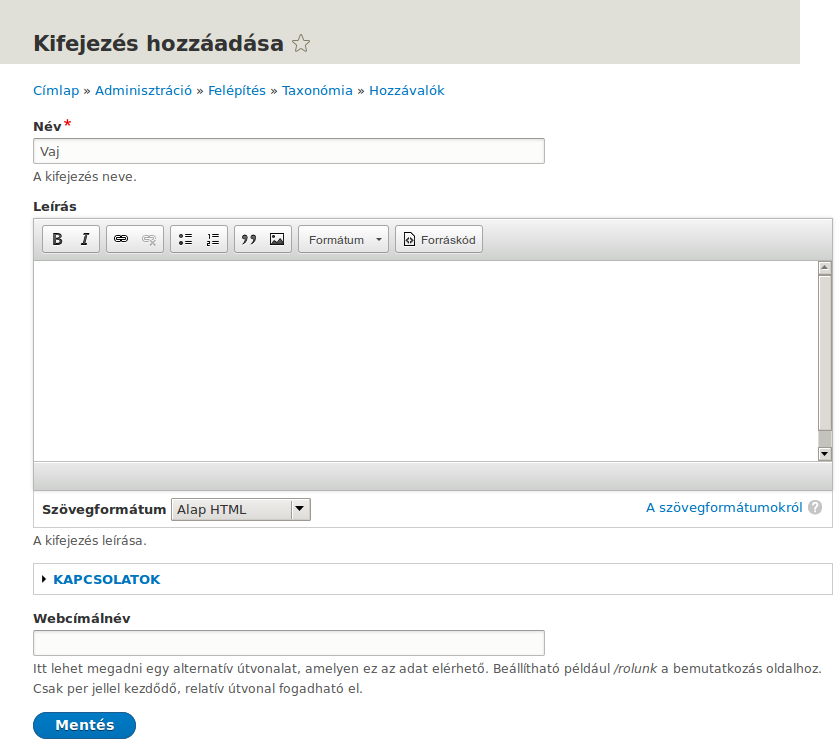 Kifejezés hozzáadása
Címlap » Adminisztráció » Felépítés » Taxonómia » Hozzávalók
Név*
Vaj
A kifejezés neve.
Leírás
B I Formátum Forráskód
Szövegformátum Alap HTML A szövegformátumokról ?
A kifejezés leírása.
KAPCSOLATOK
Webcímálnév
Itt lehet megadni egy alternatív útvonalat, amelyen ez az adat elérhető. Beállítható például /rolunk a bemutatkozás oldalhoz.
Csak per jellel kezdődő, relatív útvonal fogadható el.
Mentés